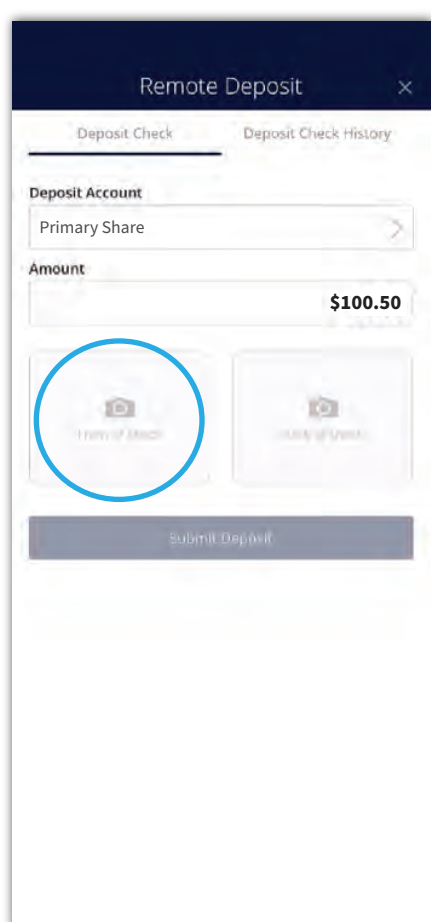 Remote Deposit
Deposit Check
Deposit Check History
Deposit Account
Primary Share
Amount
$100.50
Front of Check
Back of Check
Submit Deposit